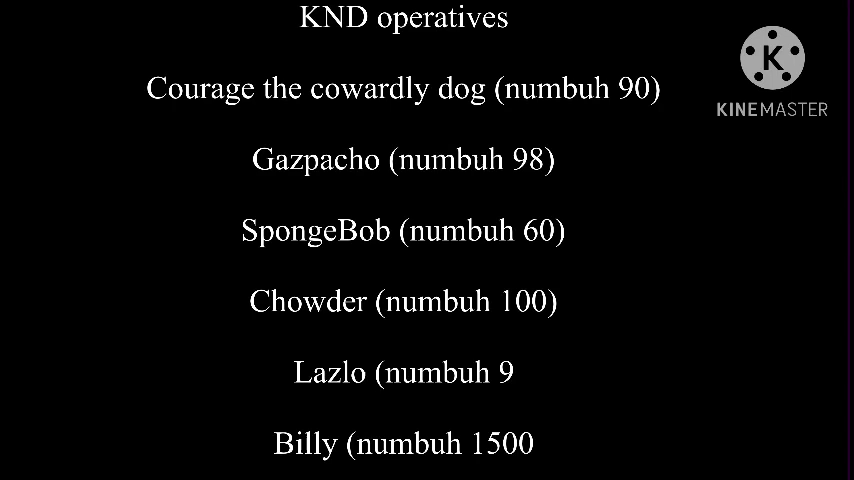 KND operatives
Courage the cowardly dog (numbuh 90)
K
KINEMASTER
Gazpacho (numbuh 98)
SpongeBob (numbuh 60)
Chowder (numbuh 100)
Lazlo (numbuh 9
Billy (numbuh 1500